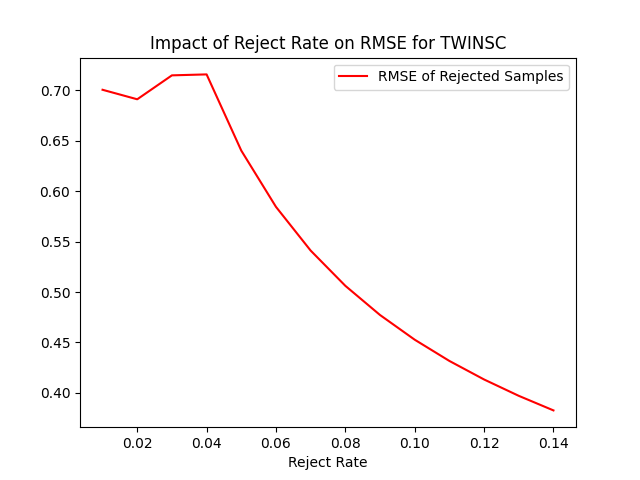 Impact of Reject Rate on RMSE for TWINSC
RMSE of Rejected Samples
0.70
0.65
0.60
0.55
0.50
0.45
0.40
0.02 0.04 0.06 0.08 0.10 0.12 0.14
Reject Rate